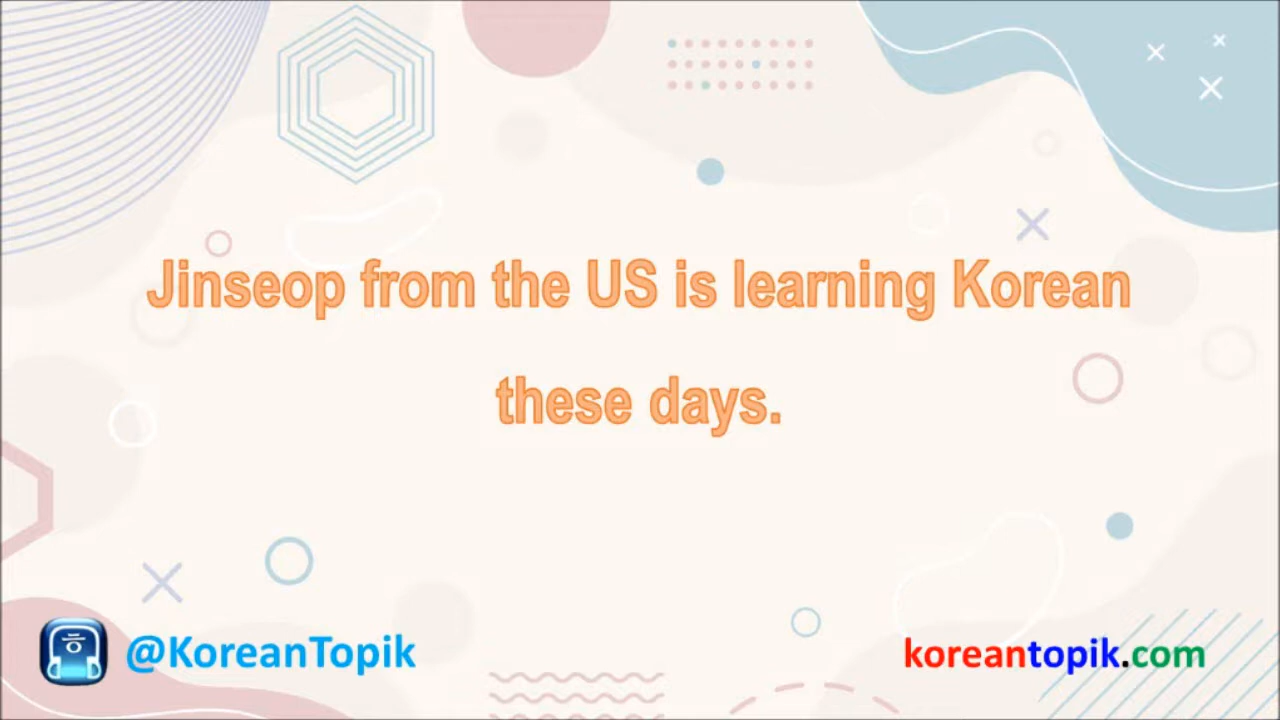 Jinseop from the US is learning Korean
these days.
ㅎ
@KoreanTopik
koreantopik.com